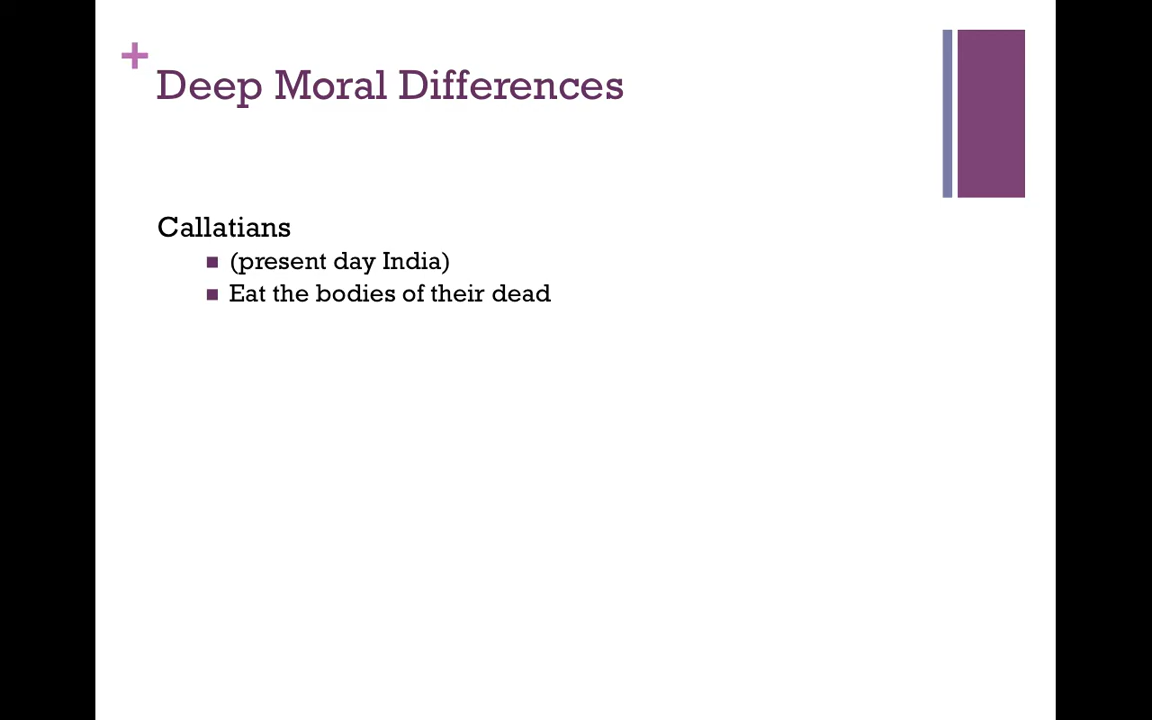 +
Deep Moral Differences
Callatians
(present day India)
Eat the bodies of their dead